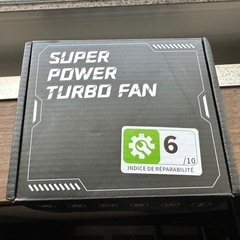 SUPER
POWER
TURBO FAN
6
/10
INDICE DE RÉPARABILITÉ